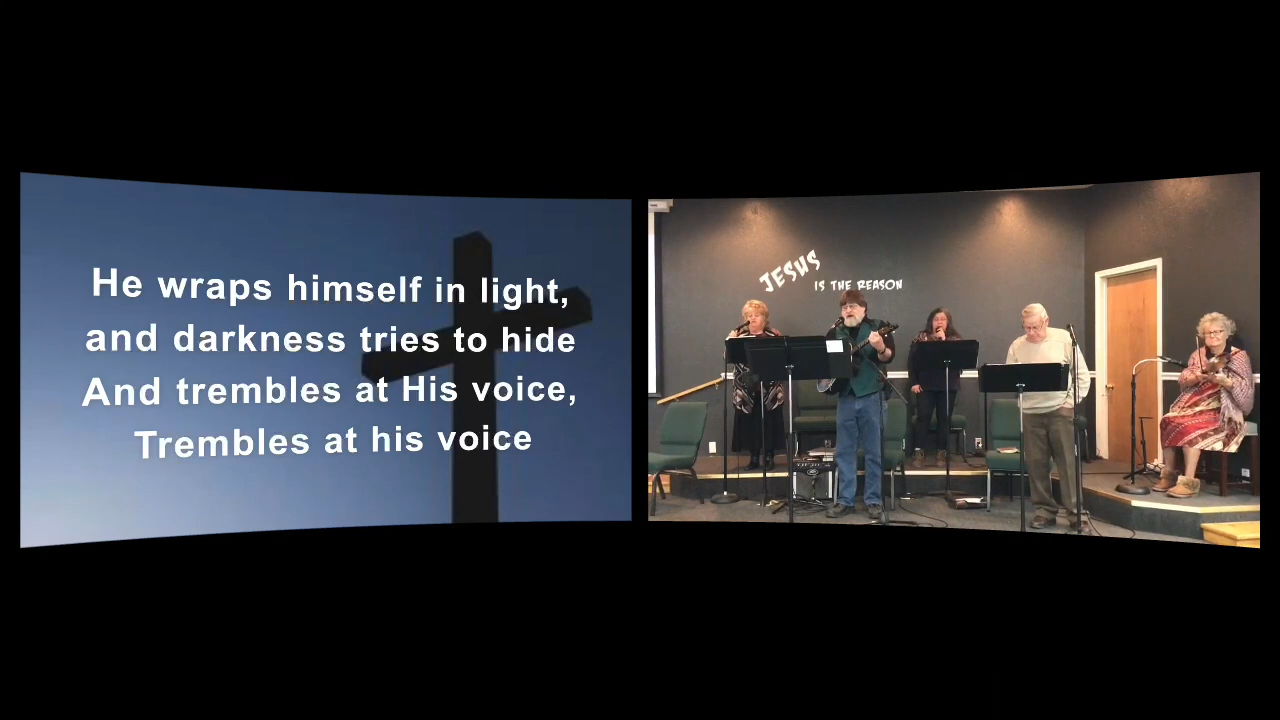 He wraps himself in light,
and darkness tries to hide
And trembles at His voice,
Trembles at his voice
JESUS
IS THE REASON